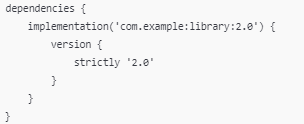 dependencies {
    implementation('com.example:library:2.0') {
        version {
            strictly '2.0'
        }
    }
}